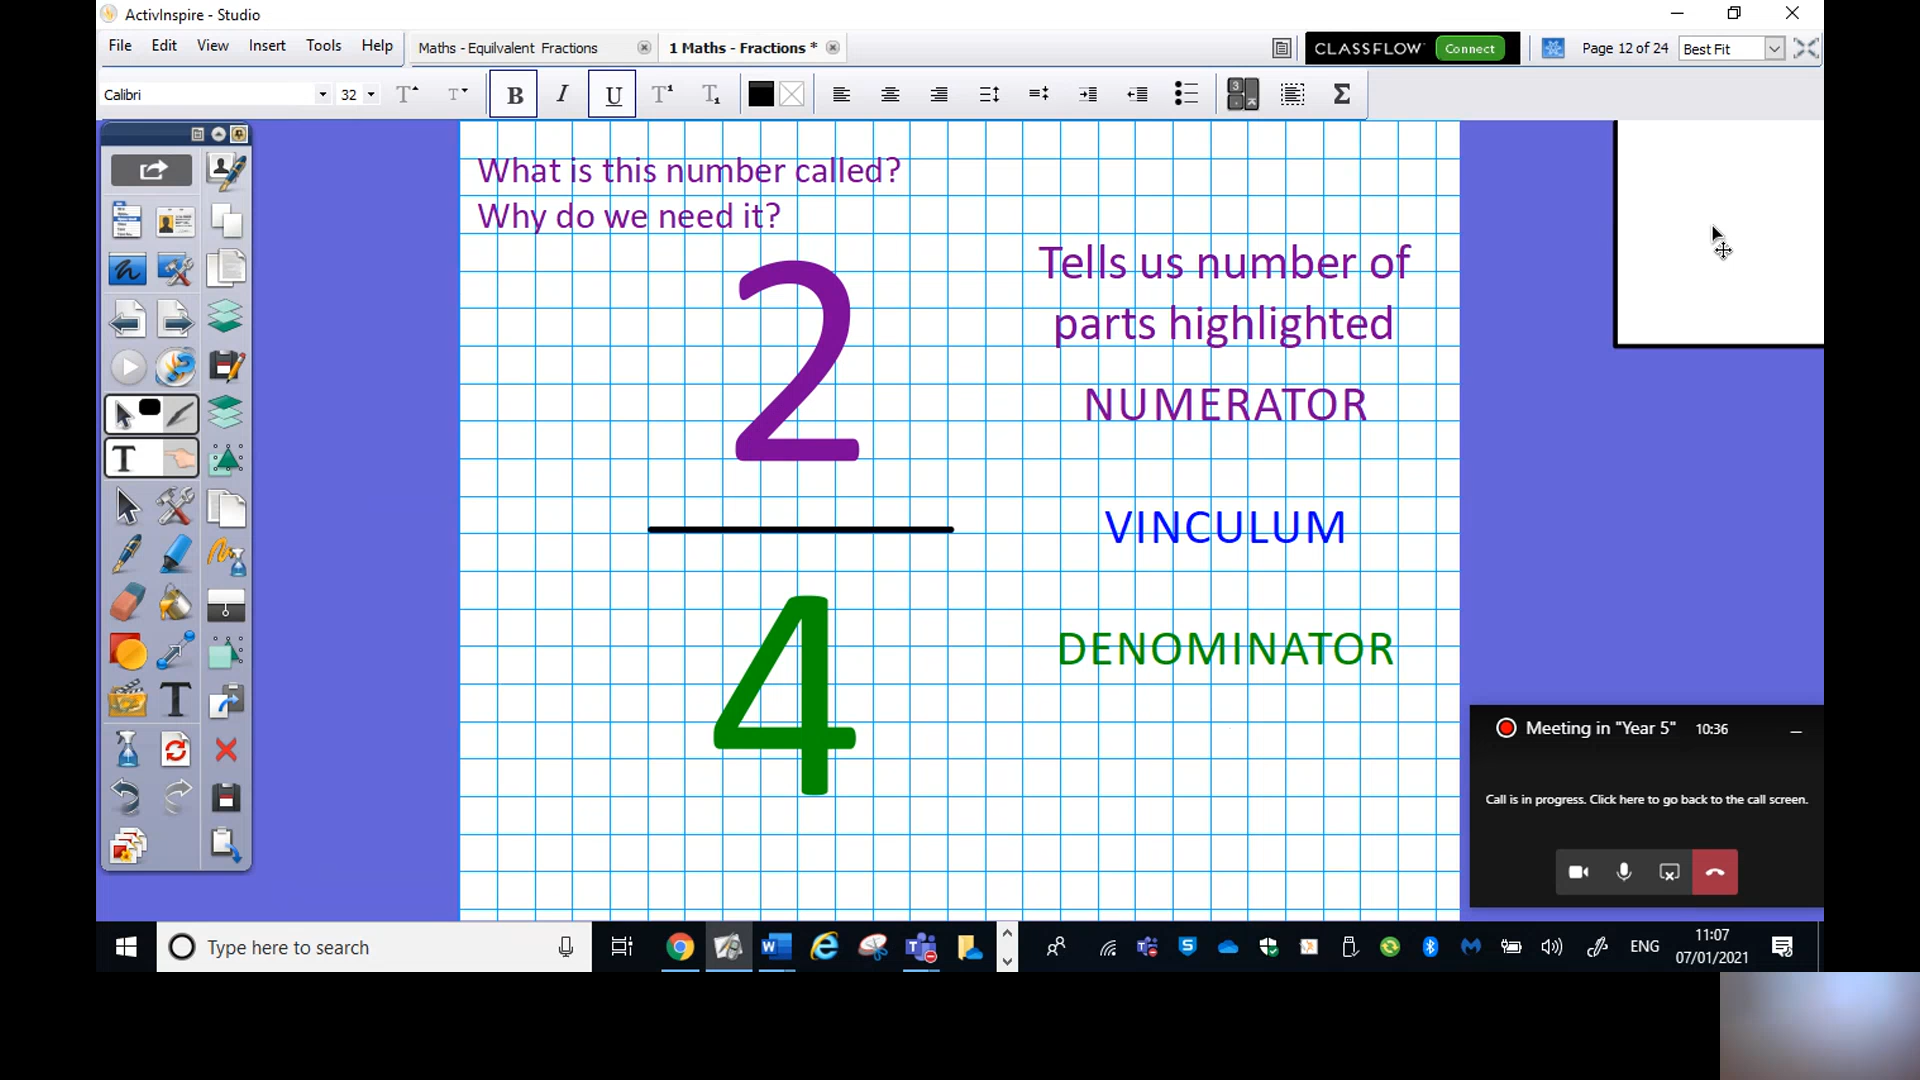 ActivInspire - Studio
File Edit View Insert Tools Help
Maths - Equilvalent Fractions
1 Maths - Fractions *
CLASSFLOW Connect
Page 12 of 24
Best Fit
Calibri
32
B I U
What is this number called?
Why do we need it?
2
4
Tells us number of
parts highlighted
NUMERATOR
VINCULUM
DENOMINATOR
Meeting in "Year 5" 10:36
Call is in progress. Click here to go back to the call screen.
Type here to search
ENG
11:07
07/01/2021